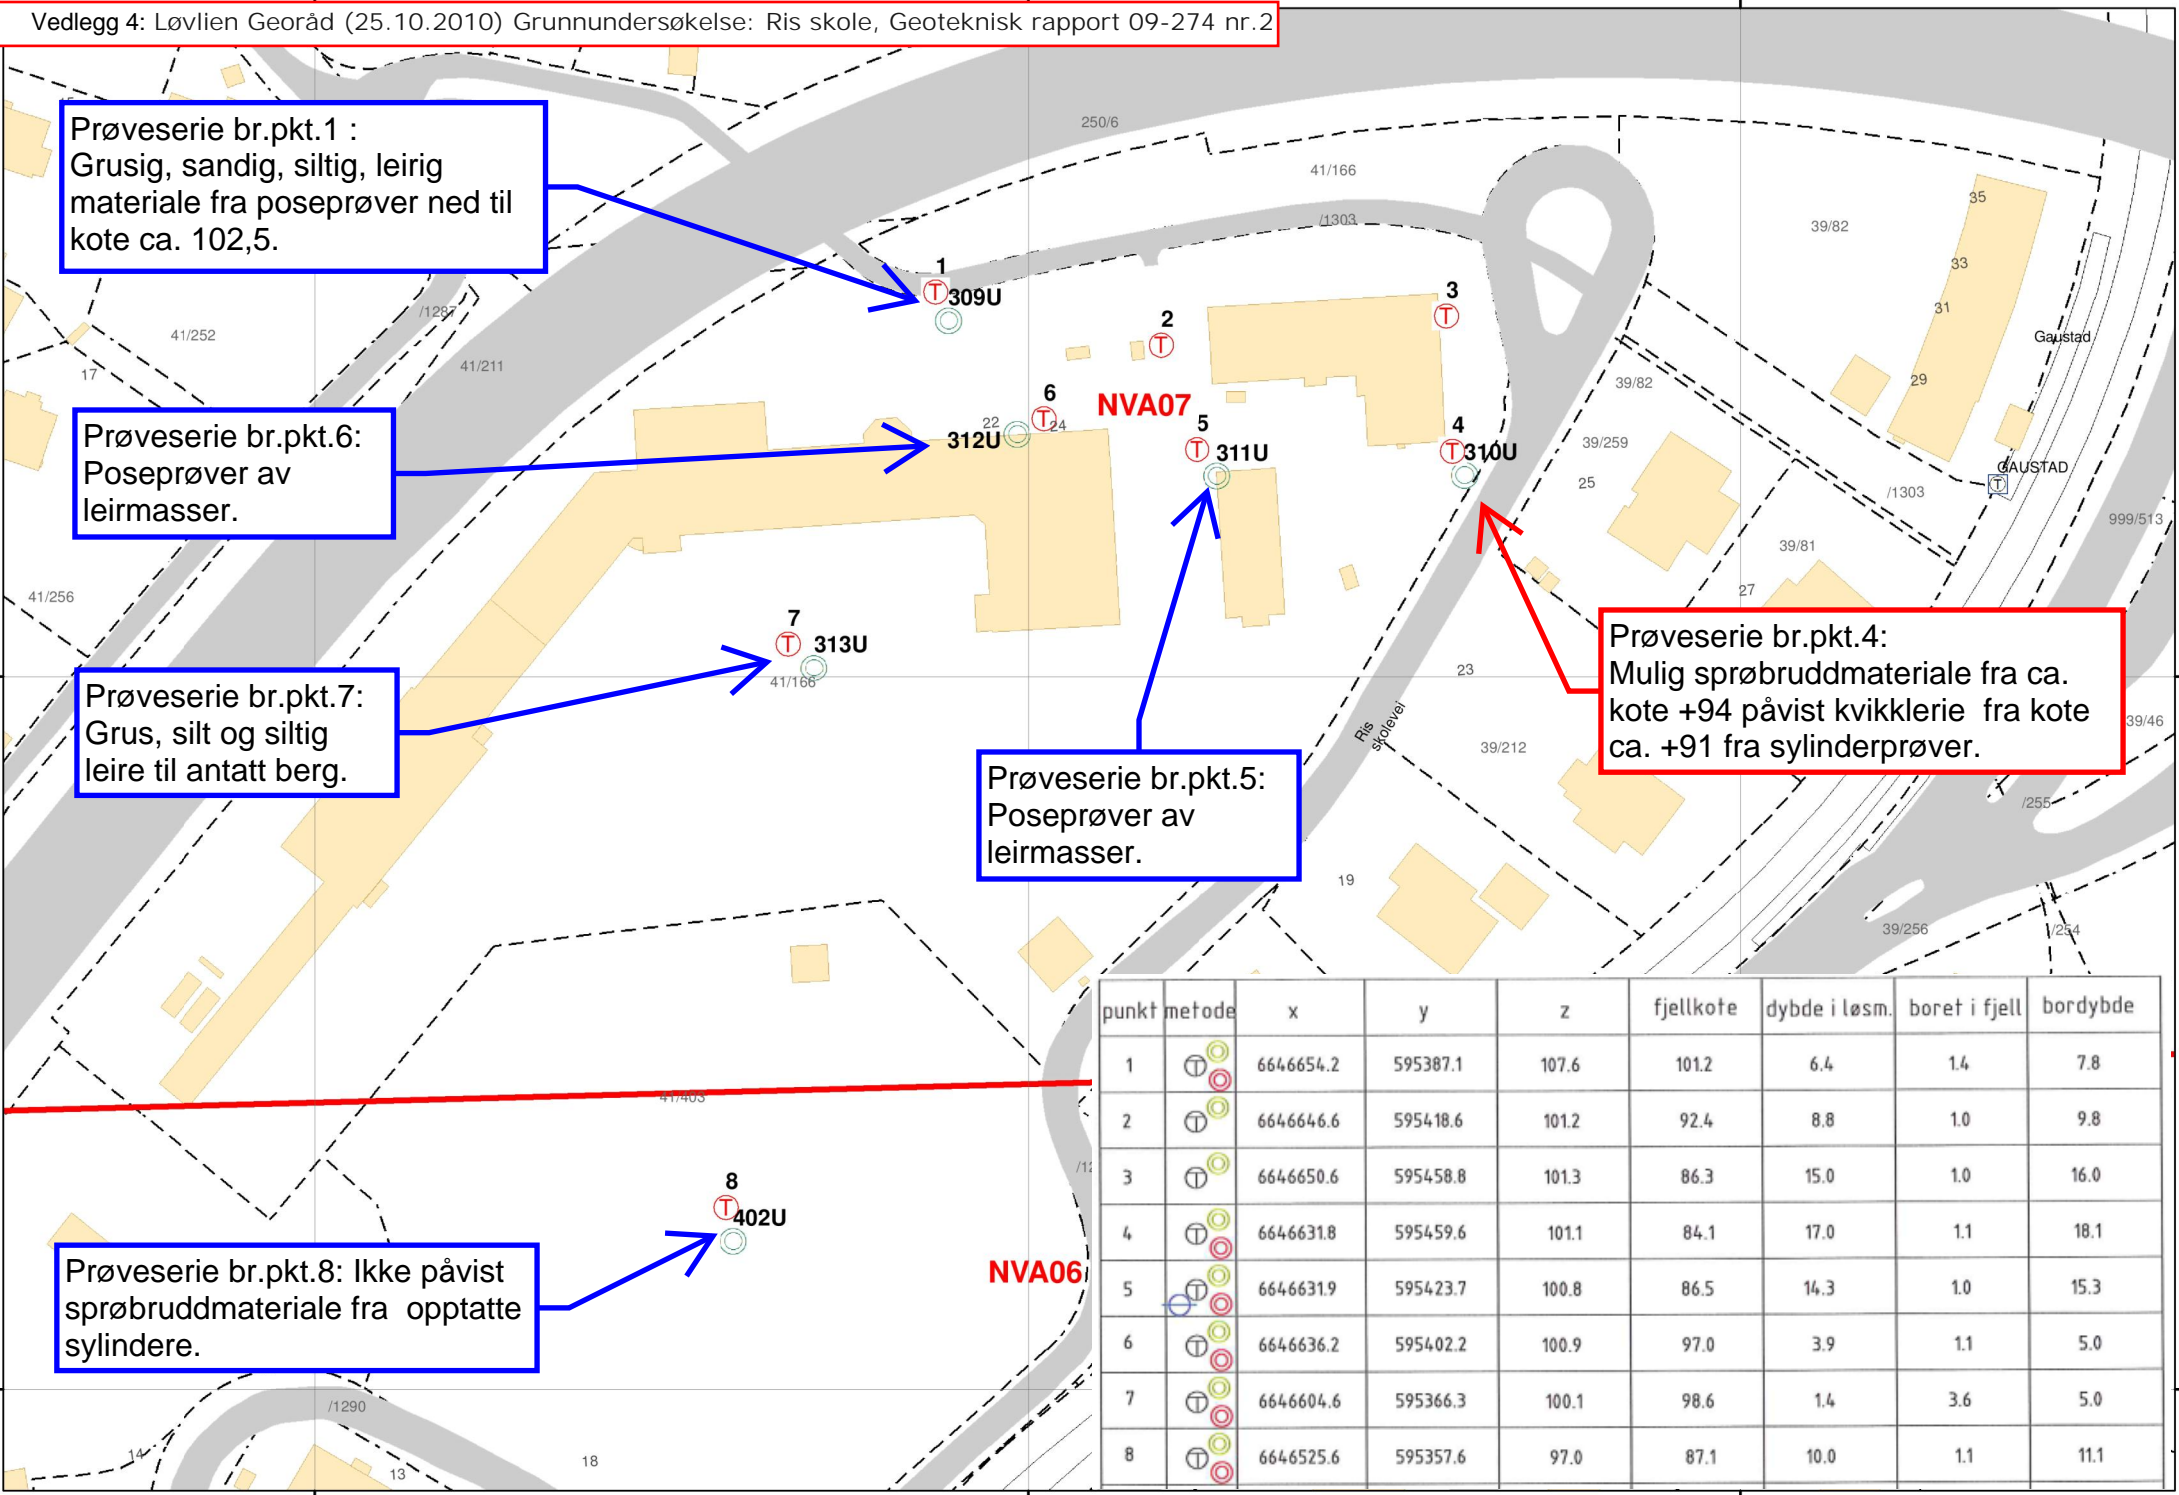 Vedlegg 4: Løvlien Georåd (25.10.2010) Grunnundersøkelse: Ris skole, Geoteknisk rapport 09-274 nr.2
Prøveserie br.pkt.1 :
Grusig, sandig, siltig, leirig
materiale fra poseprøver ned til
kote ca. 102,5.
250/6
41/166
/1303
39/82
35
33
31
29
Gaustad
GAUSTAD
T
/1303
999/513
41/252
17
/1287
41/211
1
T
309U
2
T
3
T
39/82
39/259
25
Prøveserie br.pkt.6:
Poseprøver av
leirmasser.
6
T
22
24
312U
NVA07
5
T
311U
4
T
310U
39/81
27
41/256
7
T
313U
41/166
Prøveserie br.pkt.7:
Grus, silt og siltig
leire til antatt berg.
Prøveserie br.pkt.5:
Poseprøver av
leirmasser.
23
Ris
skolevei
39/212
Prøveserie br.pkt.4:
Mulig sprøbruddmateriale fra ca.
kote +94 påvist kvikklerie  fra kote
ca. +91 fra sylinderprøver.
39/46
/255
19
39/256
/254
41/403
/12
8
T
402U
NVA06
Prøveserie br.pkt.8: Ikke påvist
sprøbruddmateriale fra  opptatte
sylindere.
/1290
14
13
18
punkt metode x y z fjellkote dybde i løsm. boret i fjell bordybde
1 T 6646654.2 595387.1 107.6 101.2 6.4 1.4 7.8
2 T 6646646.6 595418.6 101.2 92.4 8.8 1.0 9.8
3 T 6646650.6 595458.8 101.3 86.3 15.0 1.0 16.0
4 T 6646631.8 595459.6 101.1 84.1 17.0 1.1 18.1
5 T 6646631.9 595423.7 100.8 86.5 14.3 1.0 15.3
6 T 6646636.2 595402.2 100.9 97.0 3.9 1.1 5.0
7 T 6646604.6 595366.3 100.1 98.6 1.4 3.6 5.0
8 T 6646525.6 595357.6 97.0 87.1 10.0 1.1 11.1